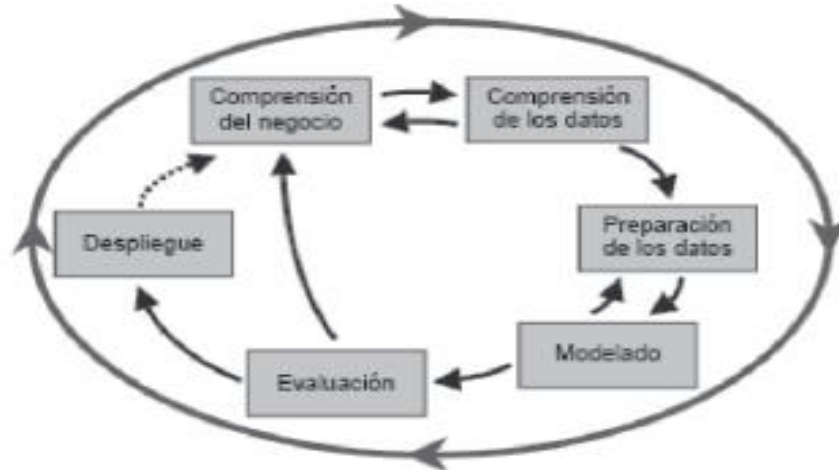 Comprensión
del negocio
Comprensión
de los datos
Preparación
de los datos
Modelado
Evaluación
Despliegue